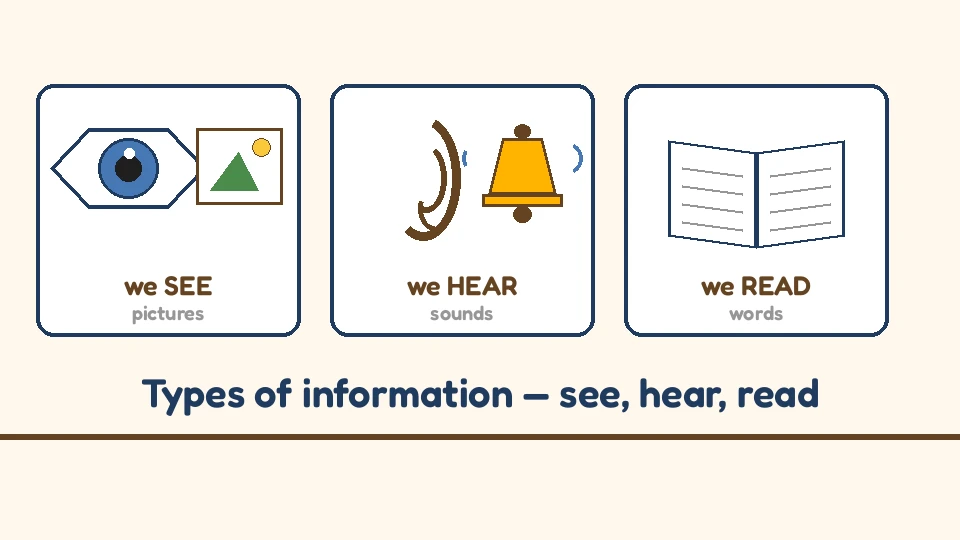 we SEE
pictures
we HEAR
sounds
we READ
words
Types of information — see, hear, read